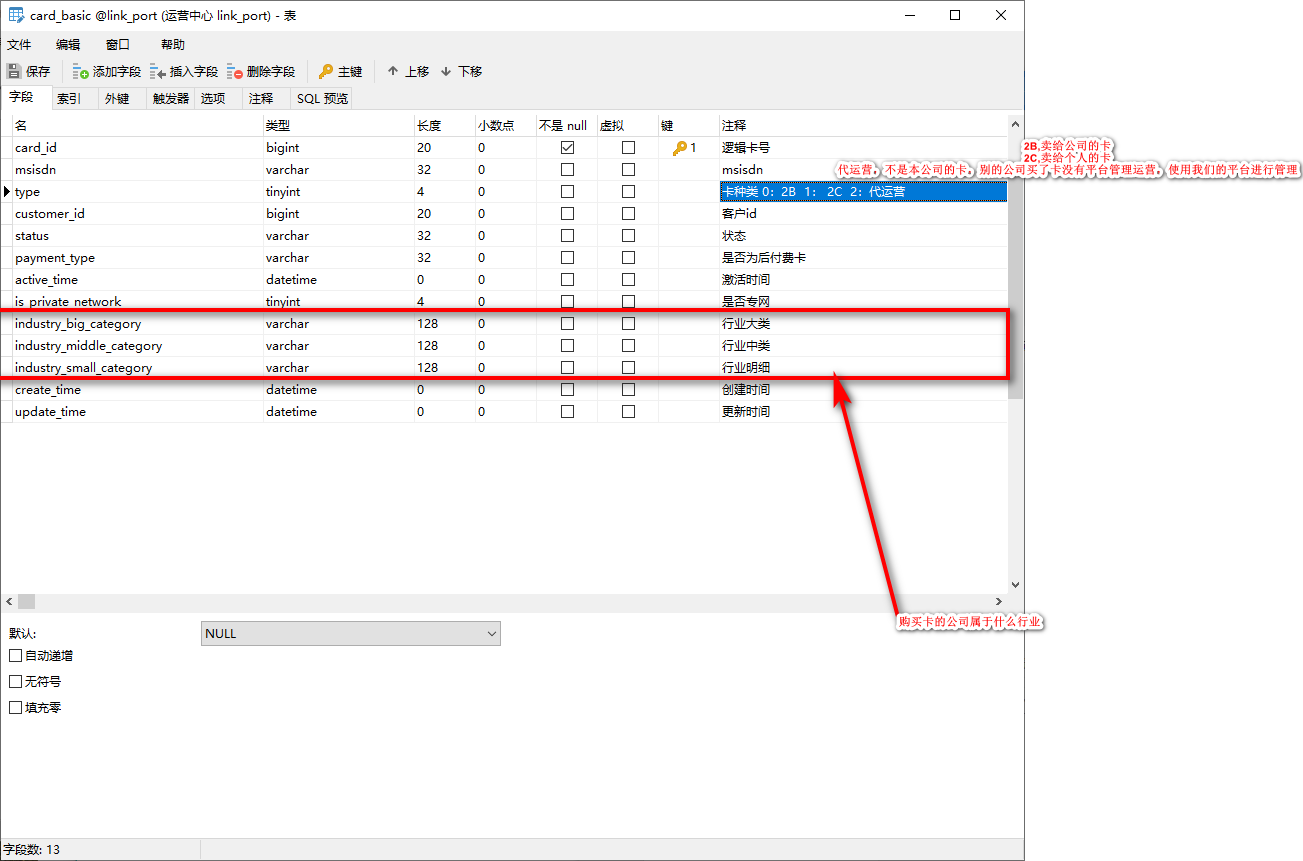 card_basic @link_port (运营中心 link_port) - 表
文件 编辑 窗口 帮助
保存 添加字段 插入字段 删除字段 主键 上移 下移
字段 索引 外键 触发器 选项 注释 SQL 预览
名 类型 长度 小数点 不是 null 虚拟 键 注释
card_id bigint 20 0 1 逻辑卡号
2B,卖给公司的卡
2C,卖给个人的卡
代运营，不是本公司的卡，别的公司买了卡没有平台管理运营，使用我们的平台进行管理
msisdn varchar 32 0 msisdn
type tinyint 4 0 卡种类 0：2B 1： 2C 2：代运营
customer_id bigint 20 0 客户id
status varchar 32 0 状态
payment_type varchar 32 0 是否为后付费卡
active_time datetime 0 0 激活时间
is_private_network tinyint 4 0 是否专网
industry_big_category varchar 128 0 行业大类
industry_middle_category varchar 128 0 行业中类
industry_small_category varchar 128 0 行业明细
create_time datetime 0 0 创建时间
update_time datetime 0 0 更新时间
购买卡的公司属于什么行业
默认: NULL
自动递增
无符号
填充零
字段数: 13